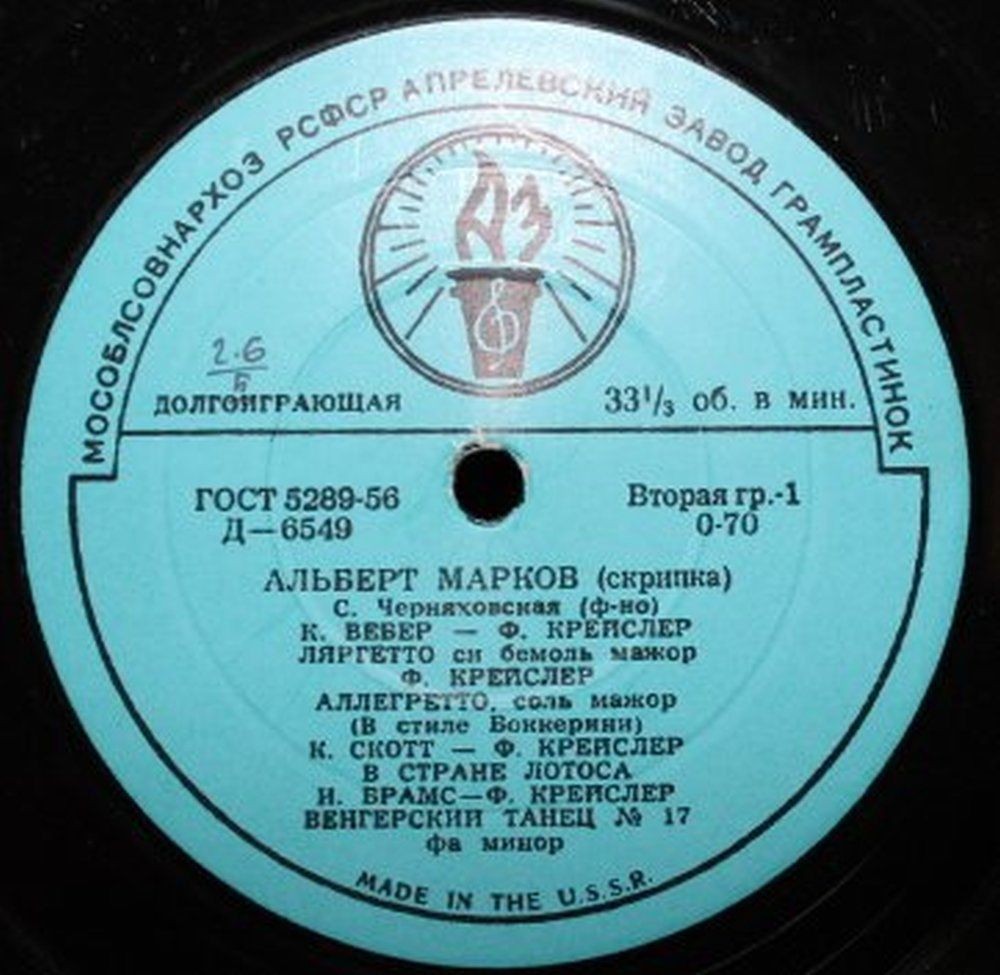 МОСОБЛСОВНАРХОЗ РСФСР АПРЕЛЕВСКИЙ ЗАВОД ГРАМПЛАСТИНОК
АЗ
2.6
ДОЛГОИГРАЮЩАЯ 33⅓ об. в мин.
ГОСТ 5289-56 Вторая гр.-1
Д—6549 0-70
АЛЬБЕРТ МАРКОВ (скрипка)
С. Черняховская (ф-но)
К. ВЕБЕР — Ф. КРЕЙСЛЕР
ЛЯРГЕТТО си бемоль мажор
Ф. КРЕЙСЛЕР
АЛЛЕГРЕТТО, соль мажор
(В стиле Боккерини)
К. СКОТТ — Ф. КРЕЙСЛЕР
В СТРАНЕ ЛОТОСА
И. БРАМС—Ф. КРЕЙСЛЕР
ВЕНГЕРСКИЙ ТАНЕЦ № 17
фа минор
MADE IN THE U.S.S.R.